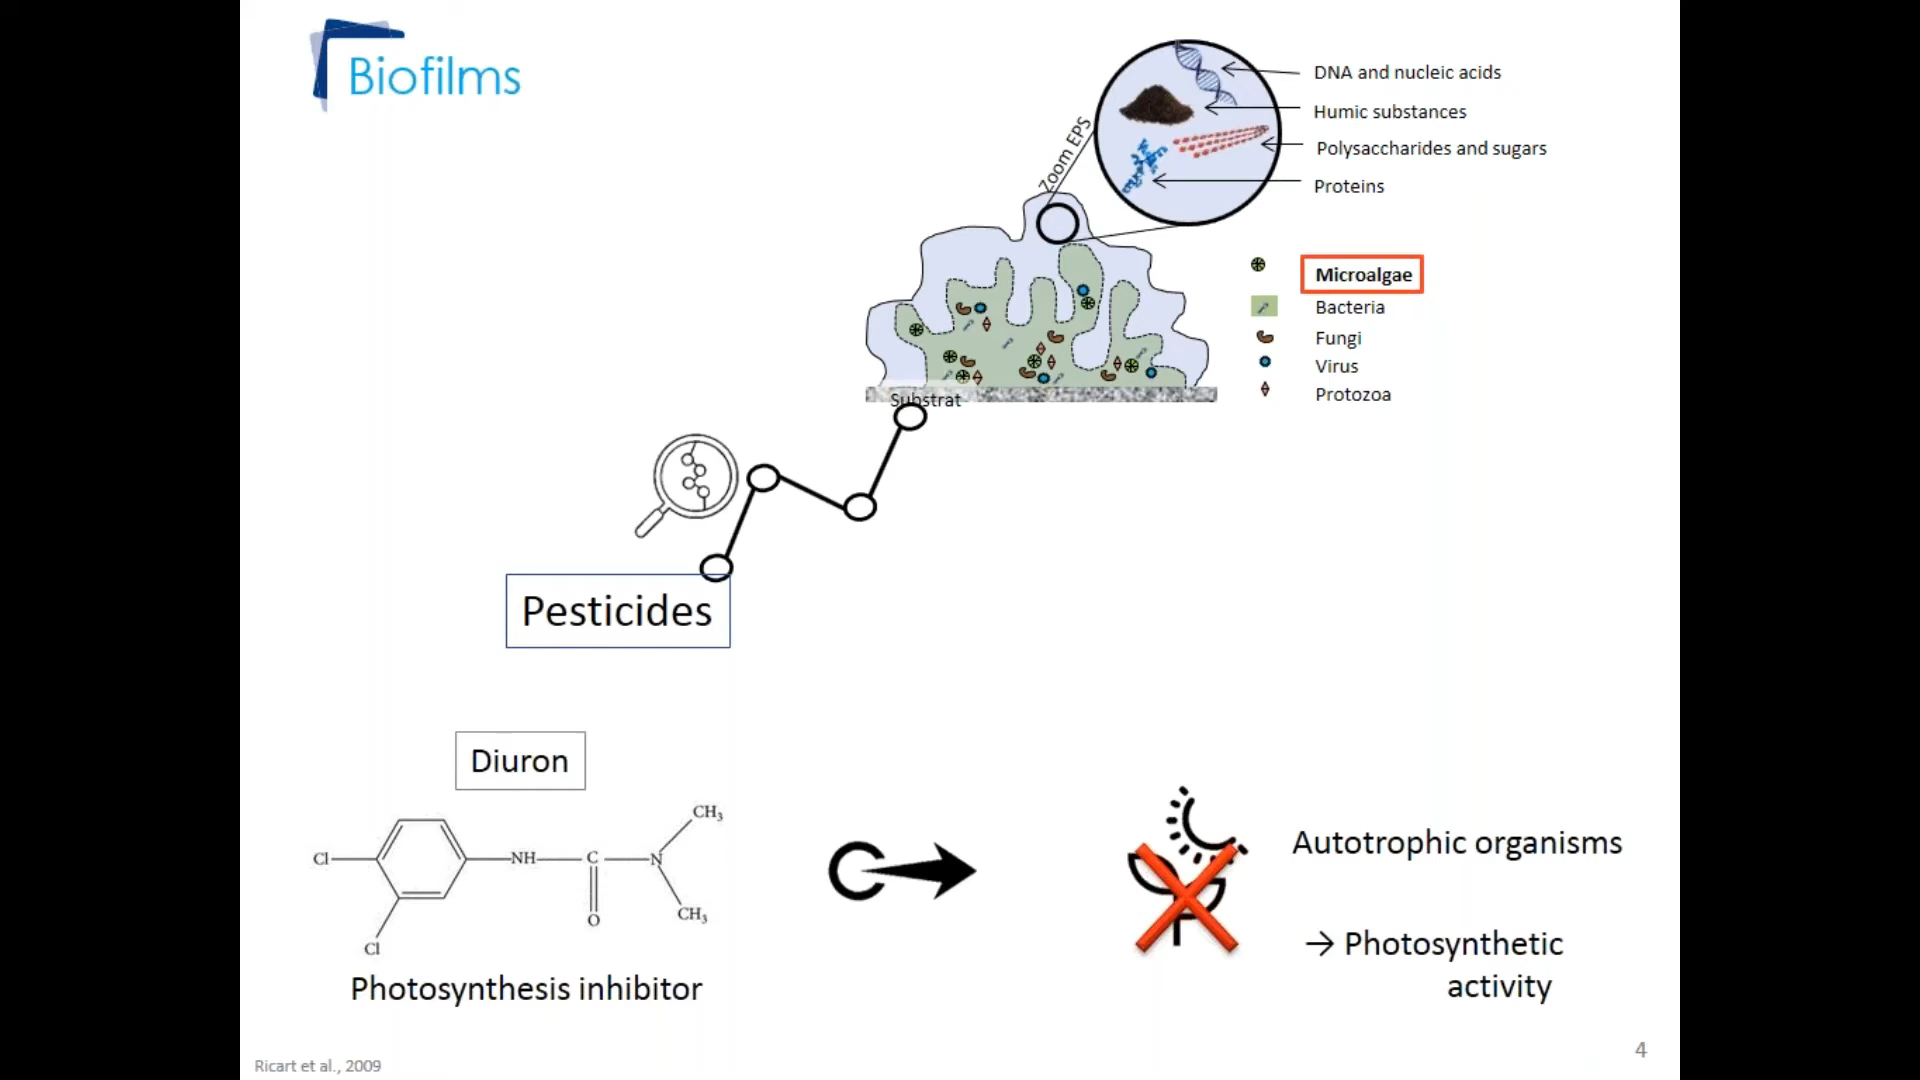 Biofilms
DNA and nucleic acids
Humic substances
Polysaccharides and sugars
Proteins
Zoom EPS
Microalgae
Bacteria
Fungi
Virus
Protozoa
Substrat
Pesticides
Diuron
CH3
Cl
NH
C
N
O
CH3
Cl
Photosynthesis inhibitor
Autotrophic organisms
→ Photosynthetic
activity
Ricart et al., 2009
4